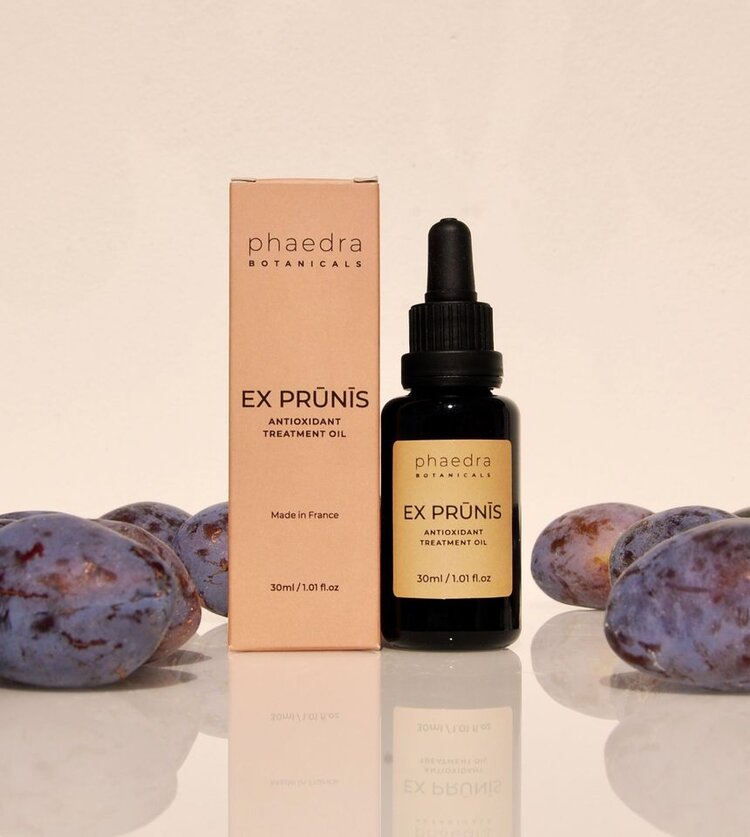 phaedra
BOTANICALS
EX PRŪNĪS
ANTIOXIDANT
TREATMENT OIL
Made in France
30ml / 1.01 fl.oz
phaedra
BOTANICALS
EX PRŪNĪS
ANTIOXIDANT
TREATMENT OIL
30ml / 1.01 fl.oz